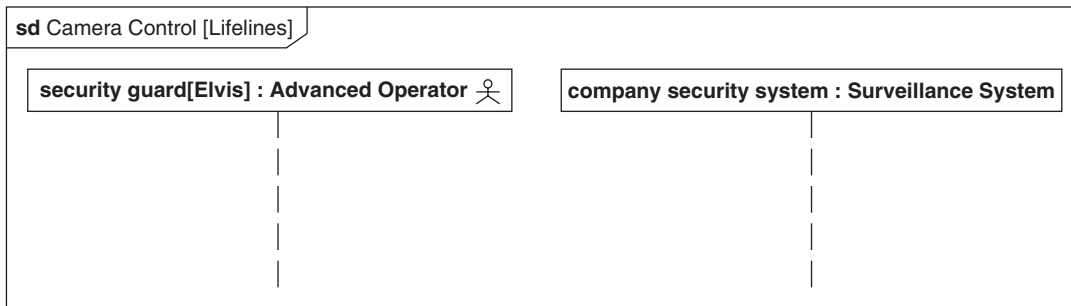 sd Camera Control [Lifelines]
security guard[Elvis] : Advanced Operator
company security system : Surveillance System